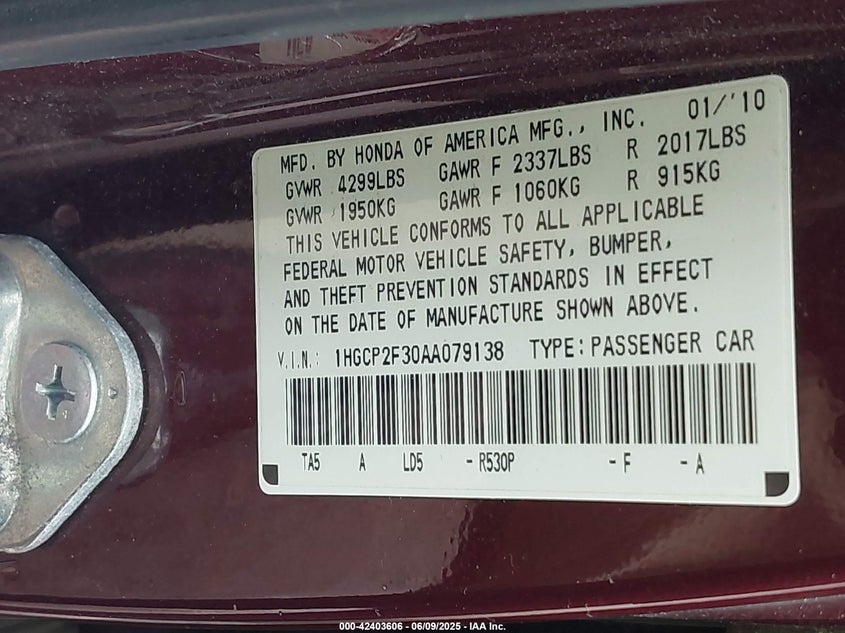 MFD. BY HONDA OF AMERICA MFG., INC. 01/'10
GVWR 4299LBS GAWR F 2337LBS R 2017LBS
GVWR 1950KG GAWR F 1060KG R 915KG
THIS VEHICLE CONFORMS TO ALL APPLICABLE
FEDERAL MOTOR VEHICLE SAFETY, BUMPER,
AND THEFT PREVENTION STANDARDS IN EFFECT
ON THE DATE OF MANUFACTURE SHOWN ABOVE.
V.I.N.: 1HGCP2F30AA079138 TYPE: PASSENGER CAR
TA5 A LD5 -R530P -F -A
000-42403606 - 06/09/2025 - IAA Inc.